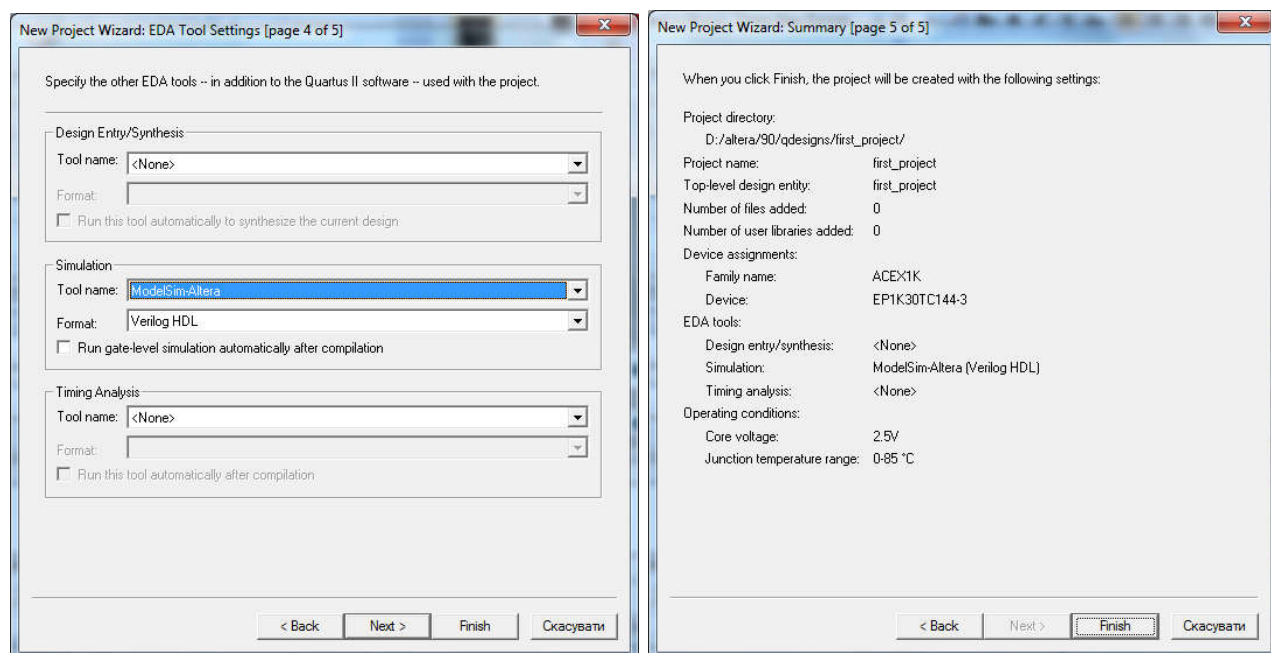 New Project Wizard: EDA Tool Settings [page 4 of 5]
Specify the other EDA tools -- in addition to the Quartus II software -- used with the project.
Design Entry/Synthesis
Tool name: <None>
Format:
Run this tool automatically to synthesize the current design
Simulation
Tool name: ModelSim-Altera
Format: Verilog HDL
Run gate-level simulation automatically after compilation
Timing Analysis
Tool name: <None>
Format:
Run this tool automatically after compilation
< Back Next > Finish Скасувати
New Project Wizard: Summary [page 5 of 5]
When you click Finish, the project will be created with the following settings:
Project directory:
D:/altera/90/qdesigns/first_project/
Project name: first_project
Top-level design entity: first_project
Number of files added: 0
Number of user libraries added: 0
Device assignments:
Family name: ACEX1K
Device: EP1K30TC144-3
EDA tools:
Design entry/synthesis: <None>
Simulation: ModelSim-Altera (Verilog HDL)
Timing analysis: <None>
Operating conditions:
Core voltage: 2.5V
Junction temperature range: 0-85 °C
< Back Next > Finish Скасувати